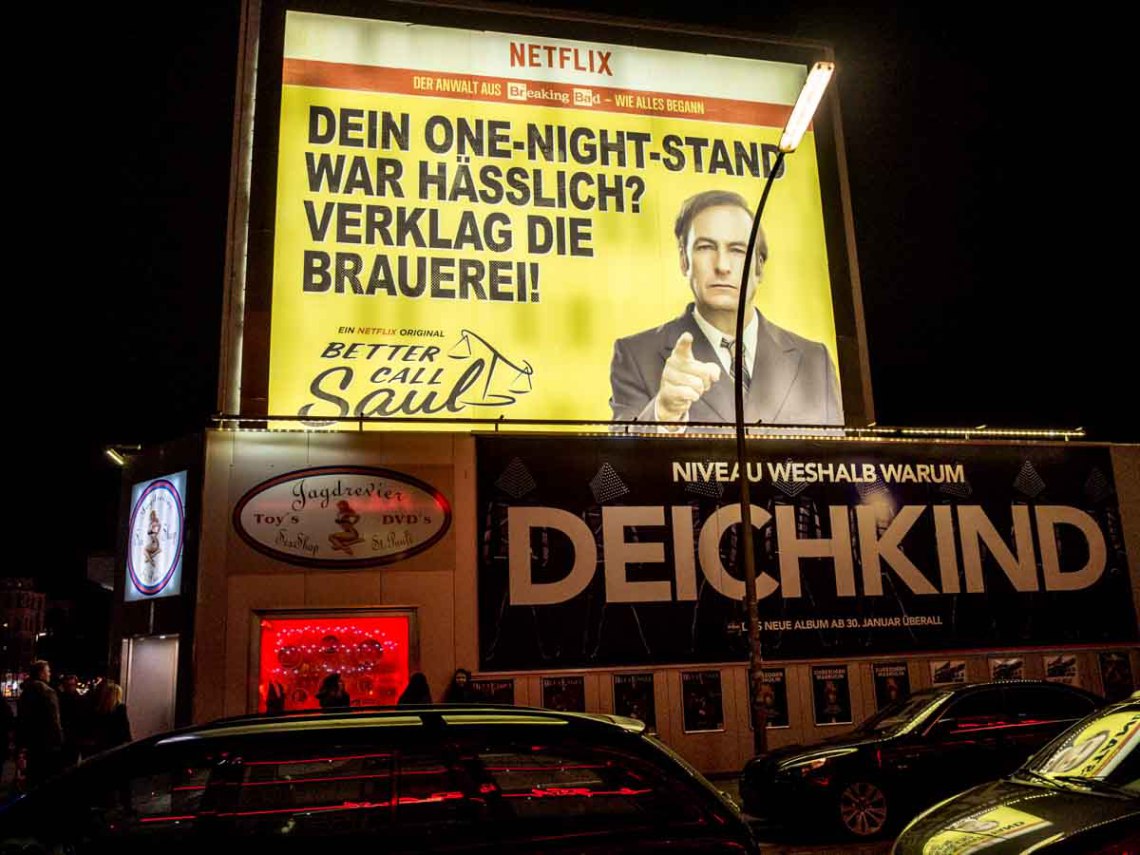 NETFLIX
DER ANWALT AUS Breaking Bad – WIE ALLES BEGANN
DEIN ONE-NIGHT-STAND
WAR HÄSSLICH?
VERKLAG DIE
BRAUEREI!
EIN NETFLIX ORIGINAL
BETTER
CALL
Saul
Jagdrevier
Toy's DVD's
SexShop St. Pauli
NIVEAU WESHALB WARUM
DEICHKIND
NEUE ALBUM AB 30. JANUAR ÜBERALL